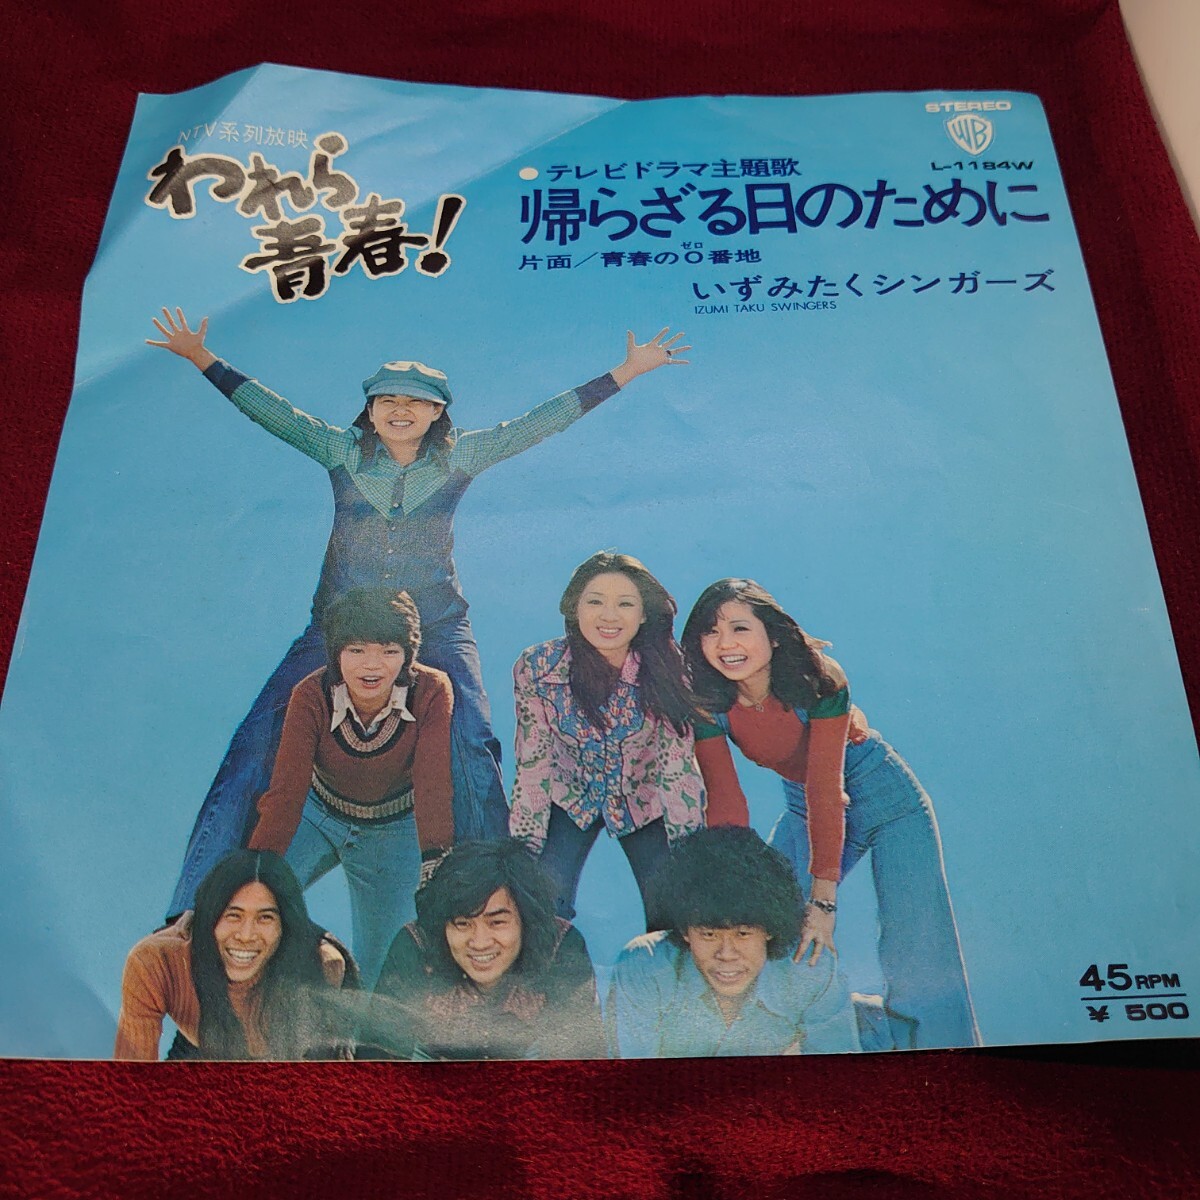 NTV系列放映
われら
青春!
STEREO
WB
L-1184W
●テレビドラマ主題歌
帰らざる日のために
ゼロ
片面/青春の0番地
いずみたくシンガーズ
IZUMI TAKU SWINGERS
45RPM
¥ 500